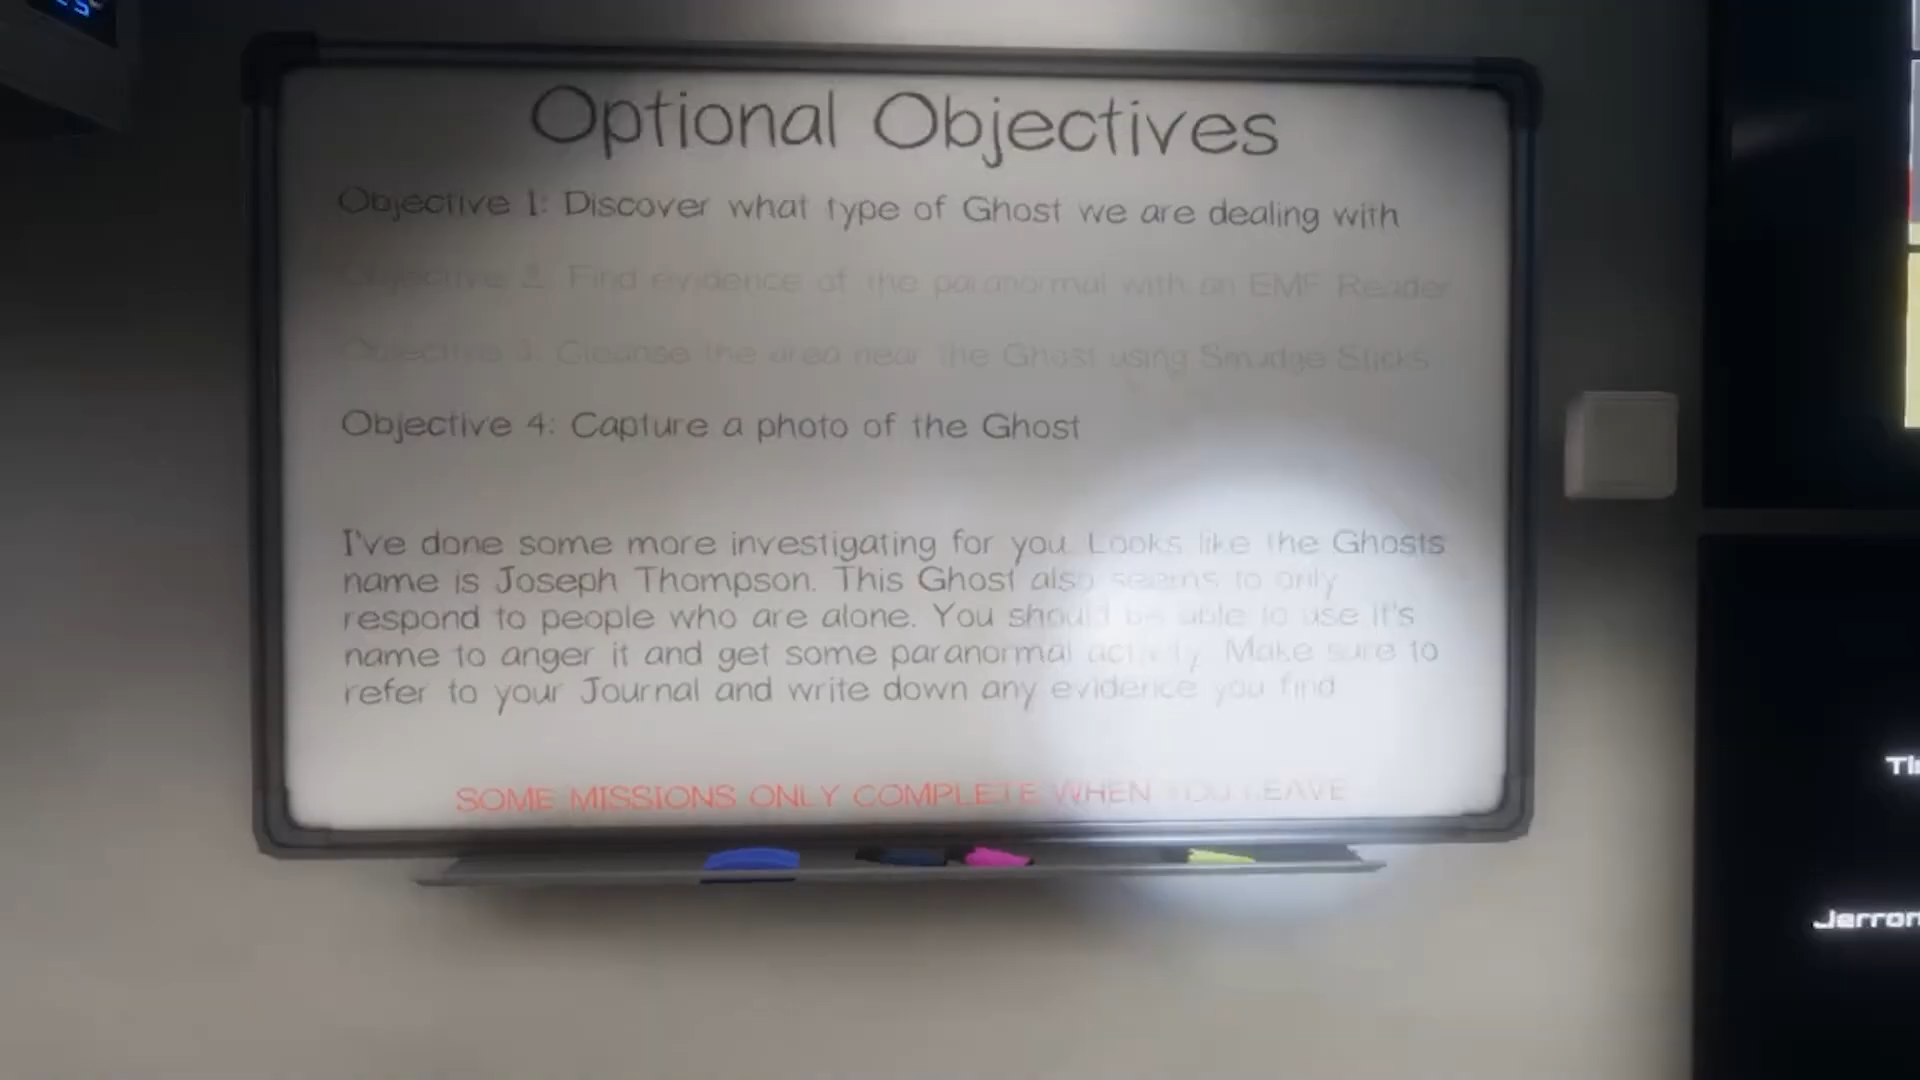 Optional Objectives
Objective 1: Discover what type of Ghost we are dealing with
Objective 2: Find evidence of the paranormal with an EMF Reader
Objective 3: Cleanse the area near the Ghost using Smudge Sticks
Objective 4: Capture a photo of the Ghost
I've done some more investigating for you. Looks like the Ghosts
name is Joseph Thompson. This Ghost also seems to only
respond to people who are alone. You should be able to use it's
name to anger it and get some paranormal activity. Make sure to
refer to your Journal and write down any evidence you find
SOME MISSIONS ONLY COMPLETE WHEN YOU LEAVE